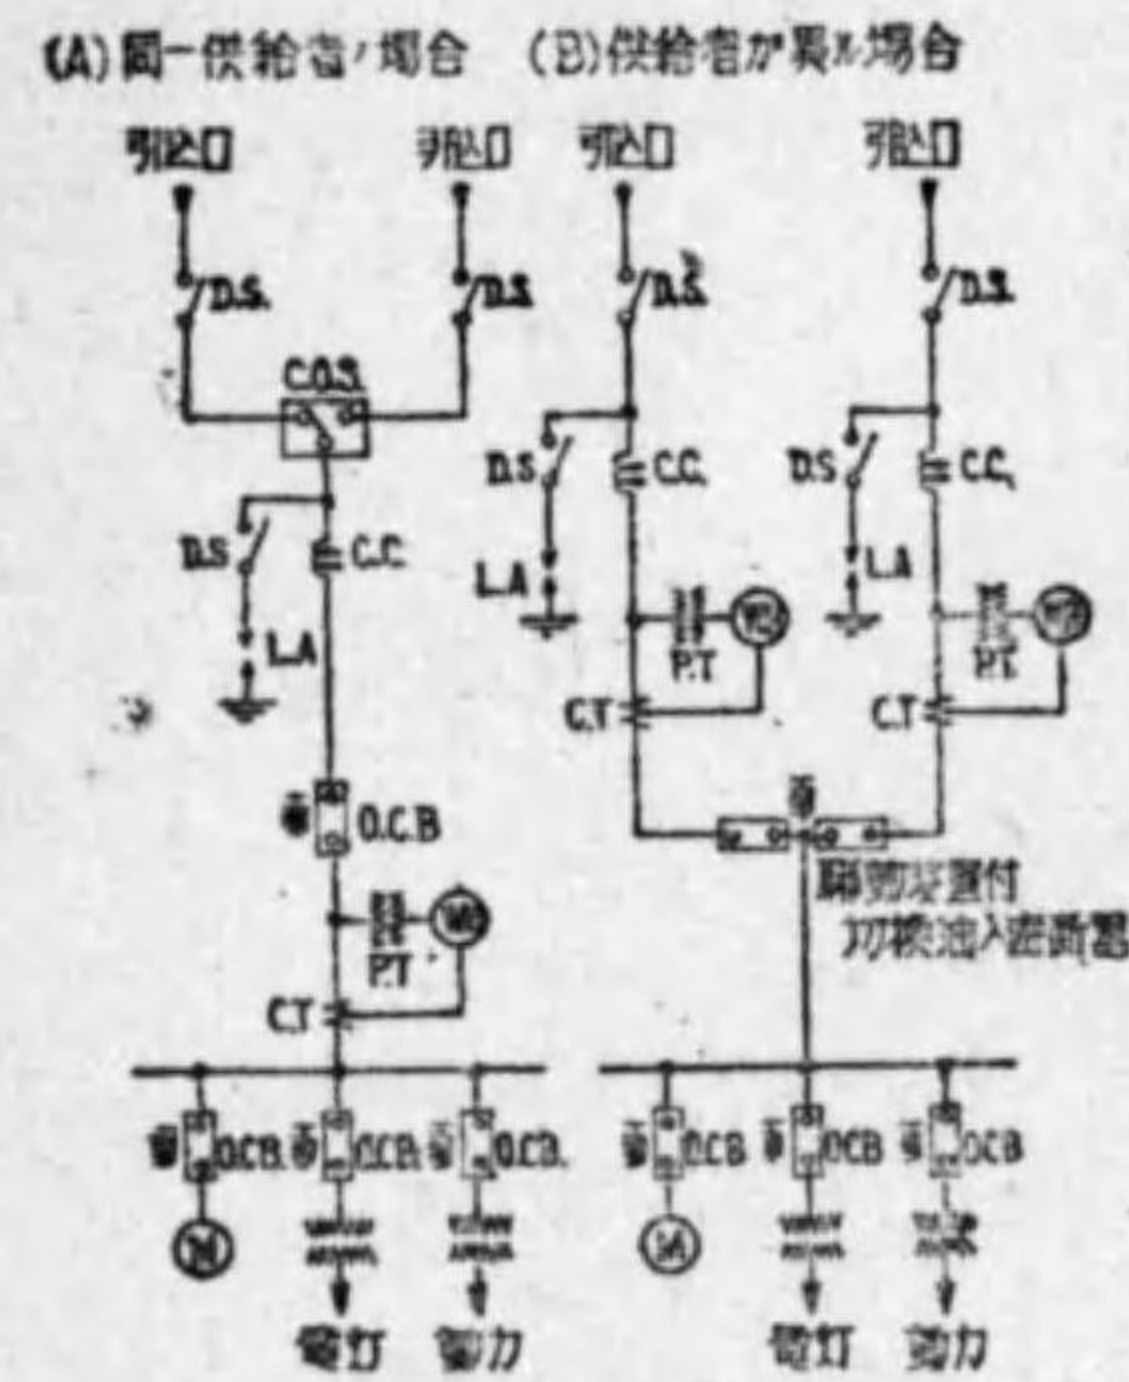 (A)同一供給者ノ場合
(B)供給者ガ異ル場合
引込口
引込口
引込口
引込口
D.S.
D.S
D.S.
D.S.
C.O.S.
D.S
C.C.
D.S
C.C.
D.S
C.C.
L.A
L.A
L.A
P.T
P.T
C.T
C.T
O.C.B
聯動装置付
切換油入遮断器
P.T
C.T
O.C.B.
O.C.B.
O.C.B.
O.C.B
O.C.B
O.C.B
電灯
動力
電灯
動力